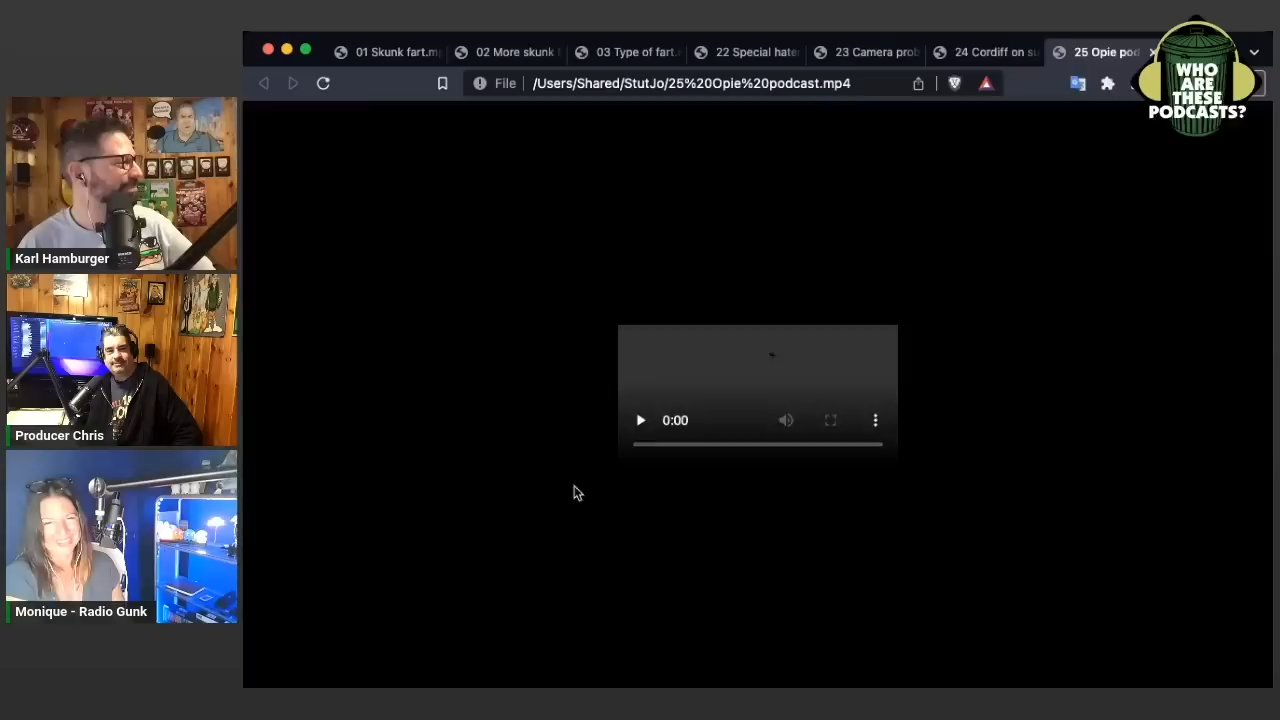 01 Skunk fart.m
02 More skunk
03 Type of fart.
22 Special hate
23 Camera pro
24 Cordiff on s
25 Opie pod
File
/Users/Shared/StutJo/25%20Opie%20podcast.mp4
WHO
ARE
THESE
PODCASTS?
Karl Hamburger
0:00
Producer Chris
Monique - Radio Gunk